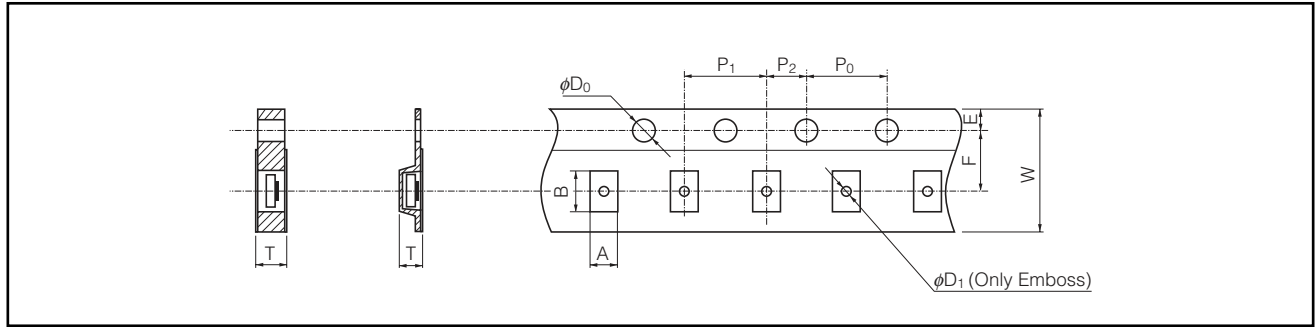 P₁ P₂ P₀
ϕD₀
E
F
W
B
T T A
ϕD₁ (Only Emboss)